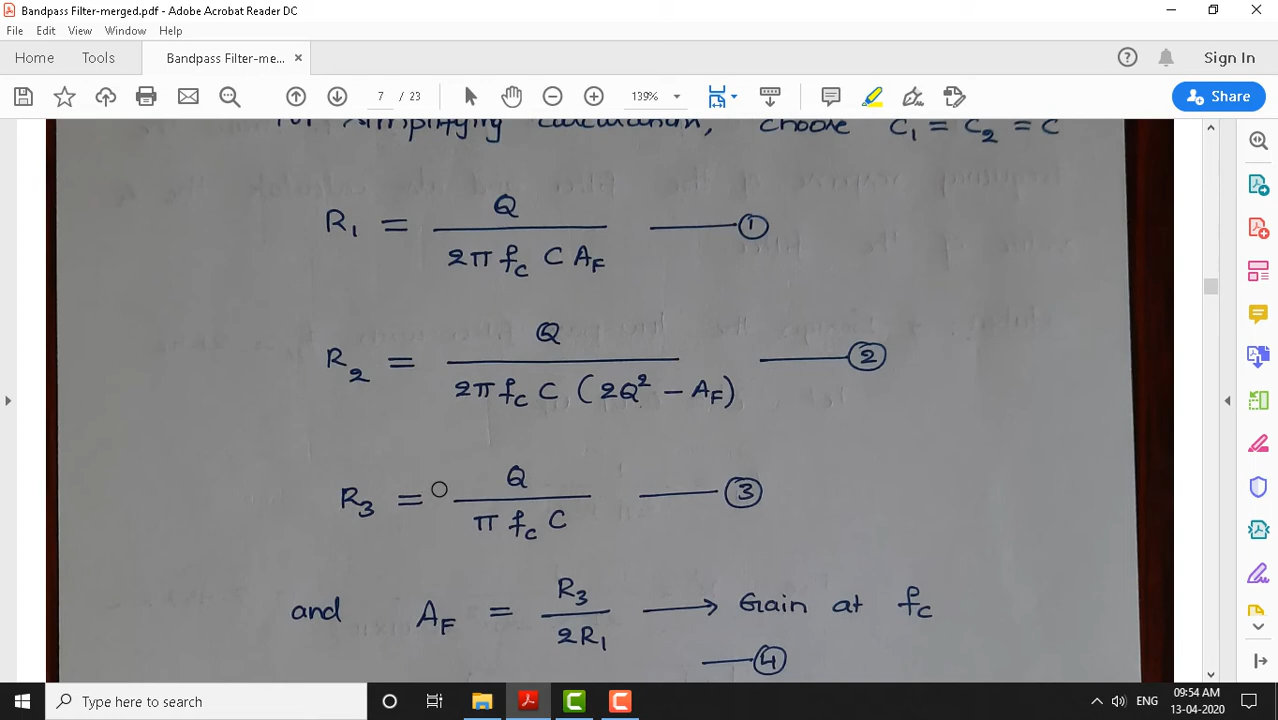 Bandpass Filter-merged.pdf - Adobe Acrobat Reader DC
File Edit View Window Help
Home Tools Bandpass Filter-me... × Sign In
7 / 23 139% Share
For simplifying calculation, choose C₁ = C₂ = C
R₁ = Q / (2π f_c C A_F) —— ①
R₂ = Q / (2π f_c C (2Q² – A_F)) —— ②
R₃ = Q / (π f_c C) —— ③
and A_F = R₃ / (2R₁) → Gain at f_c
—— ④
Type here to search
ENG 09:54 AM
13-04-2020